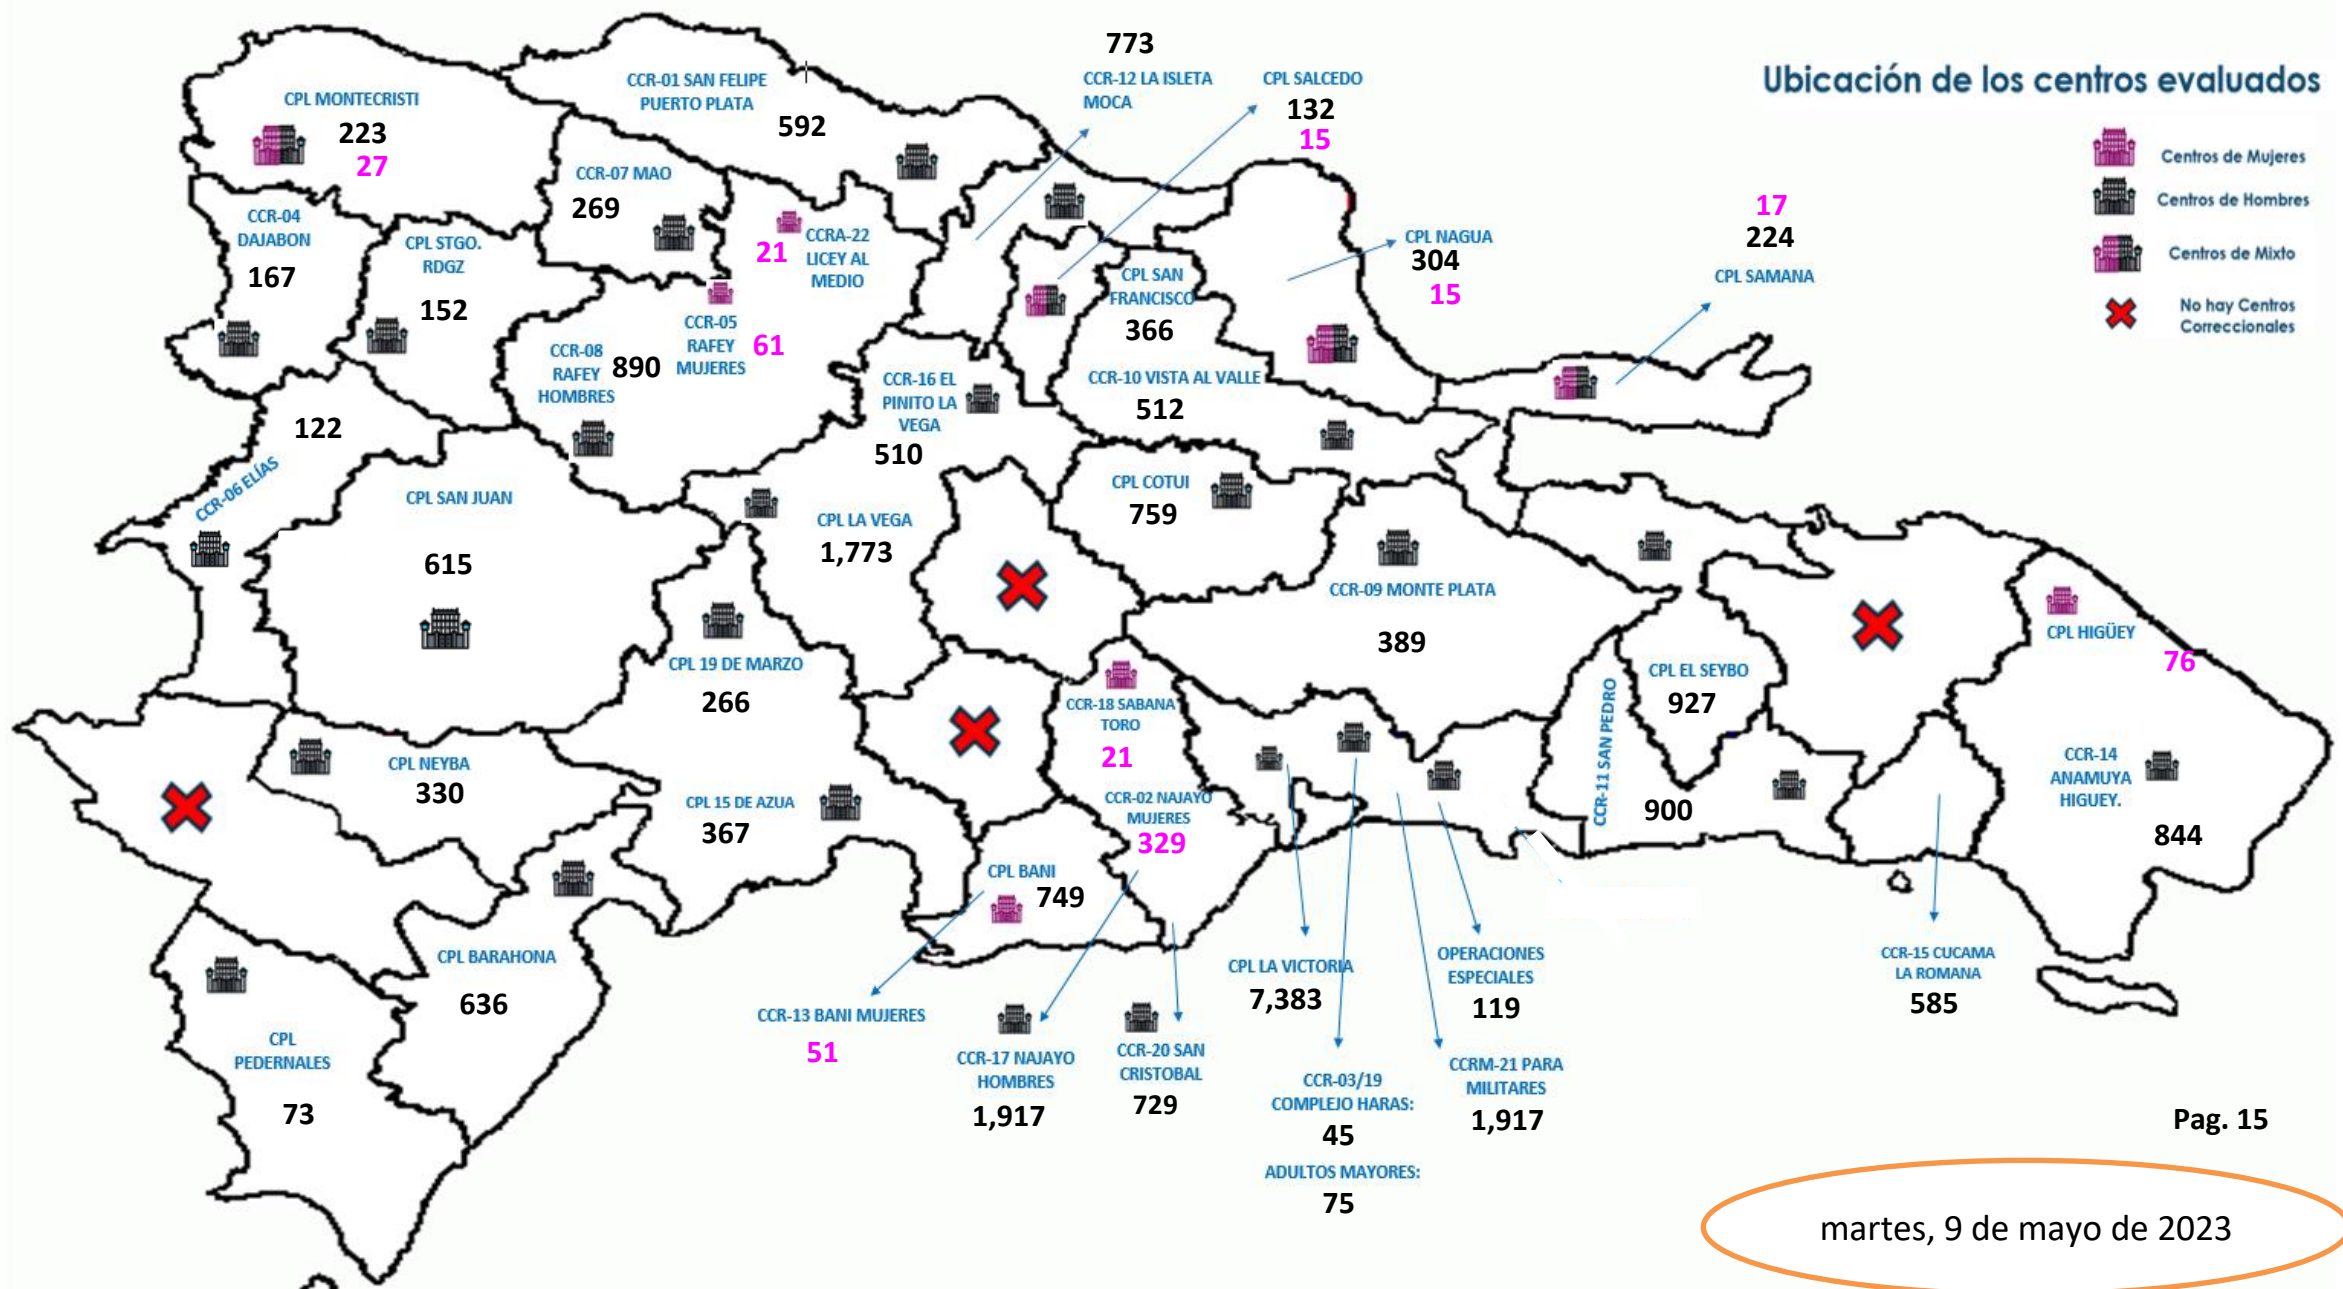 Ubicación de los centros evaluados
Centros de Mujeres
Centros de Hombres
Centros de Mixto
No hay Centros
Correccionales
CPL MONTECRISTI
223
27
CCR-01 SAN FELIPE
PUERTO PLATA
592
773
CCR-12 LA ISLETA
MOCA
CPL SALCEDO
132
15
CCR-07 MAO
269
CCR-04
DAJABON
167
CPL STGO.
RDGZ
152
21
CCRA-22
LICEY AL
MEDIO
CCR-05
RAFEY
MUJERES
61
CCR-08
RAFEY
HOMBRES
890
CPL SAN
FRANCISCO
366
CCR-10 VISTA AL VALLE
512
CPL NAGUA
304
15
17
224
CPL SAMANA
CCR-16 EL
PINITO LA
VEGA
510
122
CCR-06 ELÍAS
CPL SAN JUAN
615
CPL LA VEGA
1,773
CPL COTUI
759
CCR-09 MONTE PLATA
389
CPL HIGÜEY
76
CPL 19 DE MARZO
266
CCR-18 SABANA
TORO
21
CPL EL SEYBO
927
CCR-11 SAN PEDRO
900
CCR-14
ANAMUYA
HIGUEY.
844
CPL NEYBA
330
CPL 15 DE AZUA
367
CCR-02 NAJAYO
MUJERES
329
CPL BANI
749
CPL BARAHONA
636
CPL
PEDERNALES
73
CCR-13 BANI MUJERES
51
CCR-17 NAJAYO
HOMBRES
1,917
CCR-20 SAN
CRISTOBAL
729
CPL LA VICTORIA
7,383
OPERACIONES
ESPECIALES
119
CCR-03/19
COMPLEJO HARAS:
45
ADULTOS MAYORES:
75
CCRM-21 PARA
MILITARES
1,917
CCR-15 CUCAMA
LA ROMANA
585
Pag. 15
martes, 9 de mayo de 2023